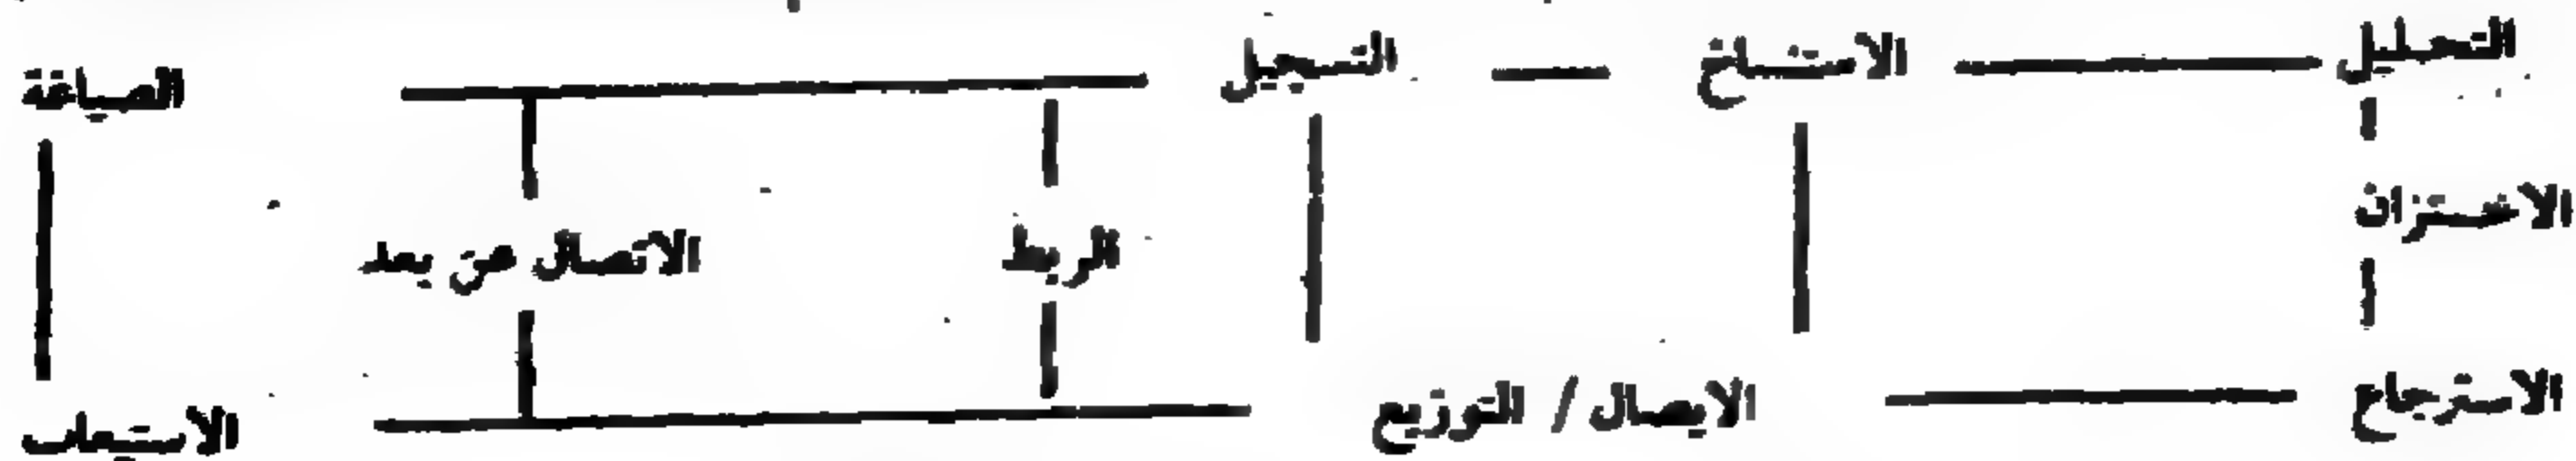 التحليل الاستنساخ التسجيل الصياغة
الاختزان الربط الاتصال عن بعد
الاسترجاع الايصال / التوزيع الاستيعاب